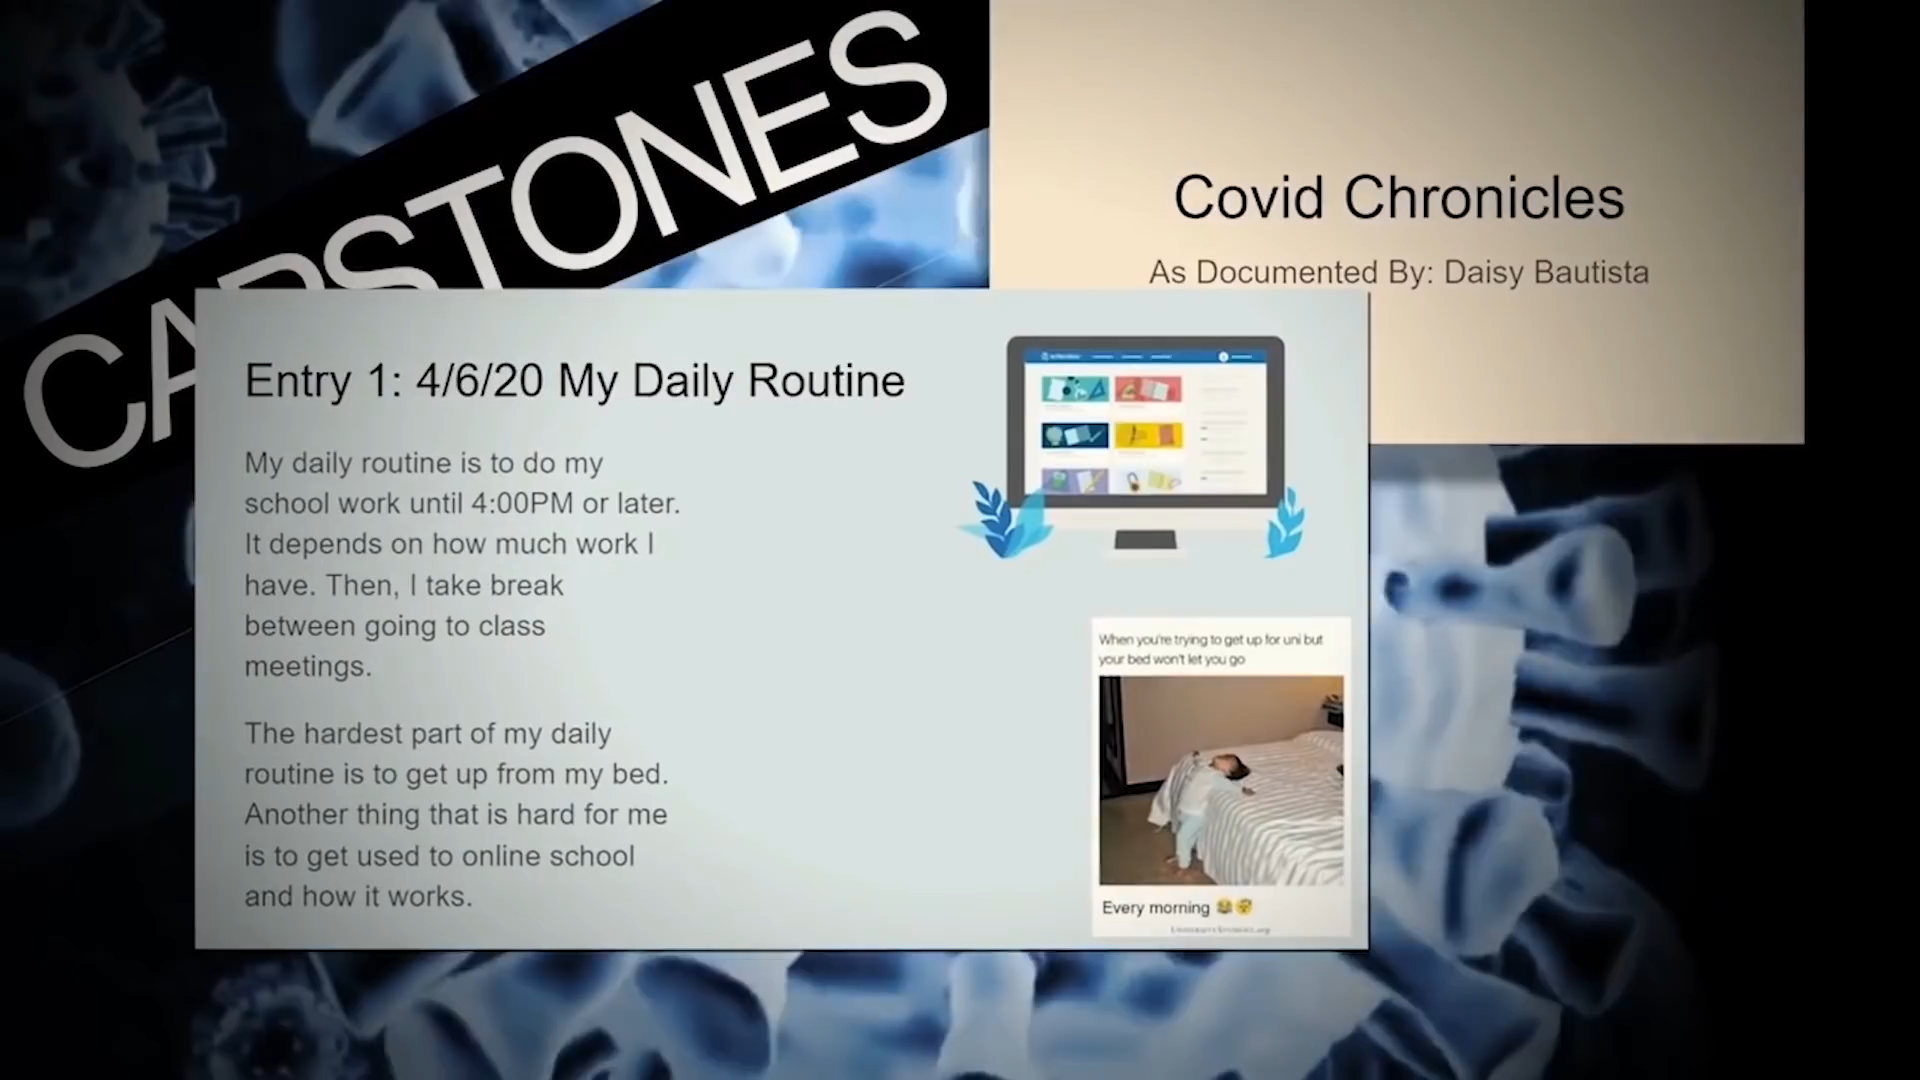 CAPSTONES
Covid Chronicles
As Documented By: Daisy Bautista
Entry 1: 4/6/20 My Daily Routine
My daily routine is to do my
school work until 4:00PM or later.
It depends on how much work I
have. Then, I take break
between going to class
meetings.
The hardest part of my daily
routine is to get up from my bed.
Another thing that is hard for me
is to get used to online school
and how it works.
When you're trying to get up for uni but
your bed won't let you go
Every morning 😂😴